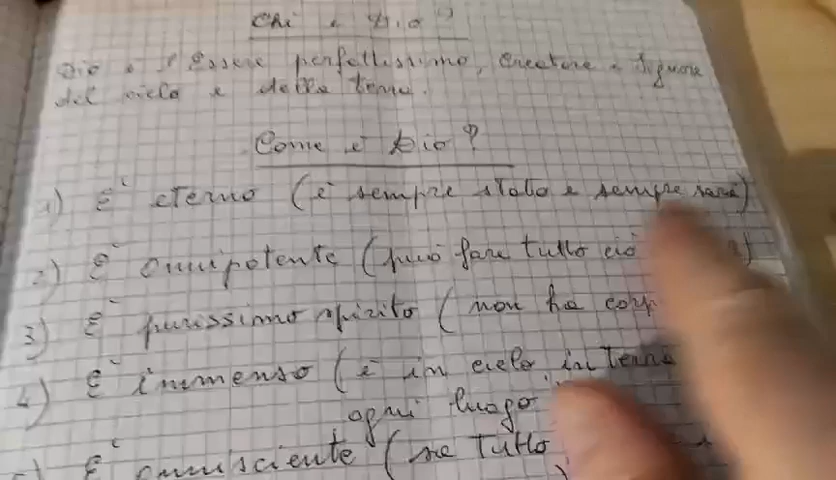 Chi è Dio?
Dio è l'Essere perfettissimo, Creatore e Signore
del cielo e della terra.
Come è Dio?
1) E' eterno (è sempre stato e sempre sarà)
2) E' onnipotente (può fare tutto ciò
3) E' purissimo spirito (non ha
4) E' immenso (è in cielo, in terra
ogni luogo
5) E' onnisciente (sa tutto